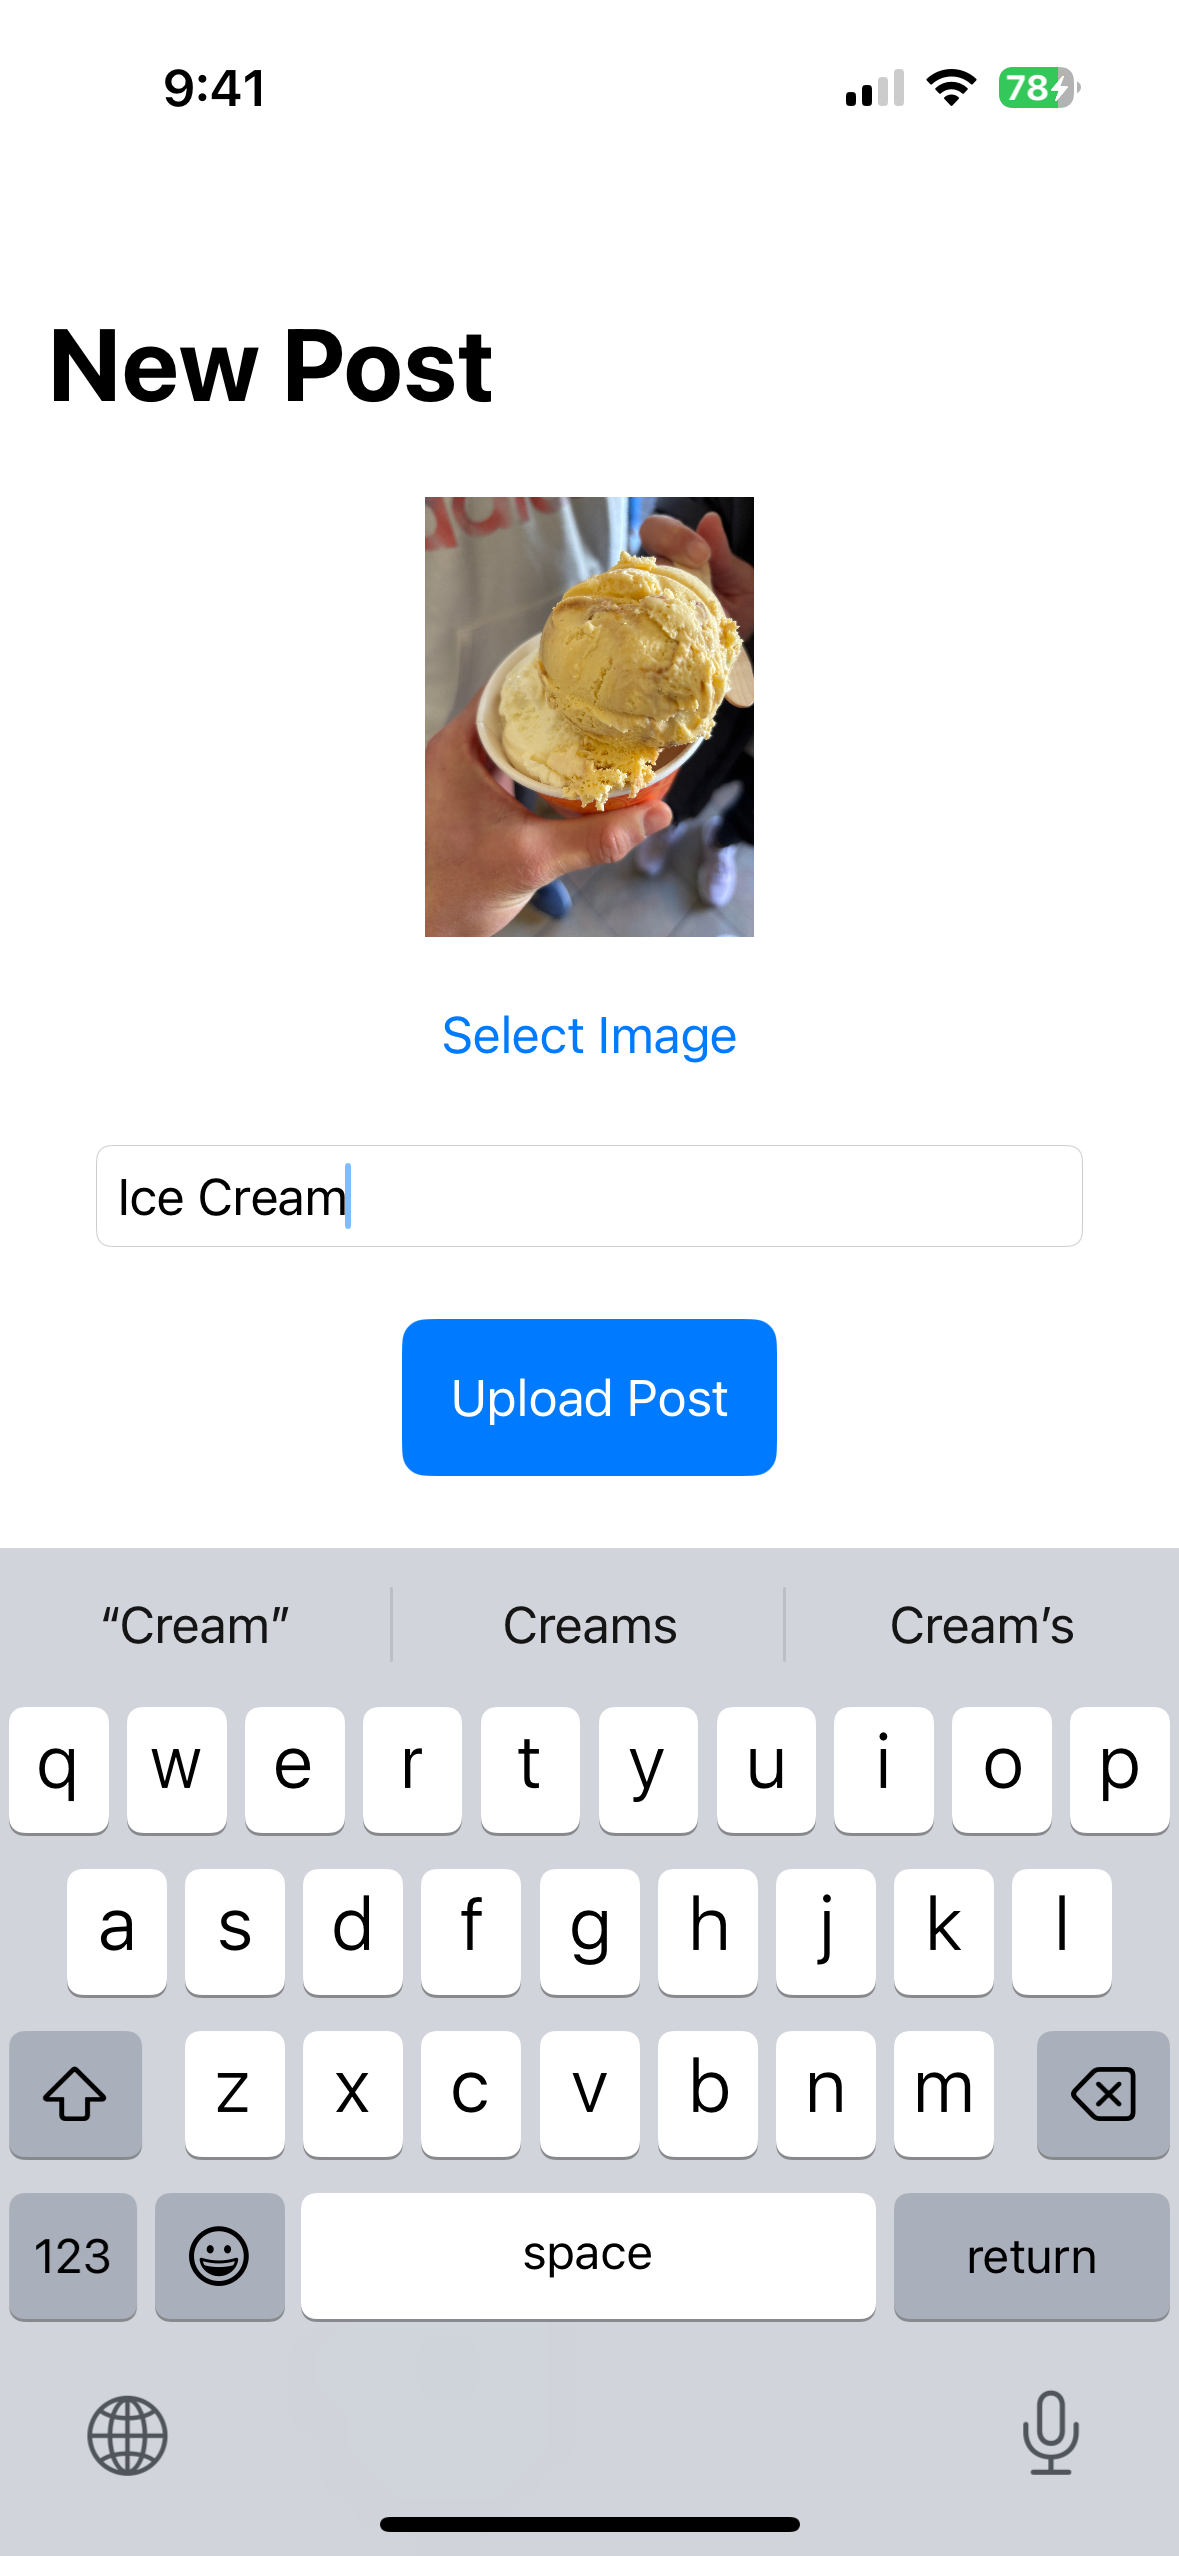 9:41
78
New Post
Select Image
Ice Cream
Upload Post
“Cream” Creams Cream’s
q w e r t y u i o p
a s d f g h j k l
z x c v b n m
123 space return